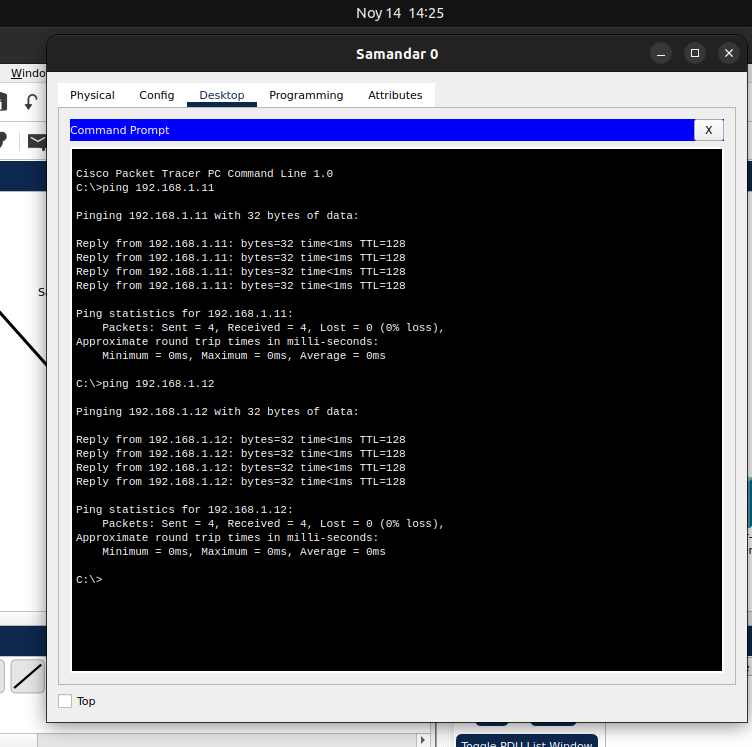 Noy 14  14:25
Samandar 0
Windo
Physical Config Desktop Programming Attributes
Command Prompt X
Cisco Packet Tracer PC Command Line 1.0
C:\>ping 192.168.1.11
Pinging 192.168.1.11 with 32 bytes of data:
Reply from 192.168.1.11: bytes=32 time<1ms TTL=128
Reply from 192.168.1.11: bytes=32 time<1ms TTL=128
Reply from 192.168.1.11: bytes=32 time<1ms TTL=128
Reply from 192.168.1.11: bytes=32 time<1ms TTL=128
Ping statistics for 192.168.1.11:
Packets: Sent = 4, Received = 4, Lost = 0 (0% loss),
Approximate round trip times in milli-seconds:
Minimum = 0ms, Maximum = 0ms, Average = 0ms
C:\>ping 192.168.1.12
Pinging 192.168.1.12 with 32 bytes of data:
Reply from 192.168.1.12: bytes=32 time<1ms TTL=128
Reply from 192.168.1.12: bytes=32 time<1ms TTL=128
Reply from 192.168.1.12: bytes=32 time<1ms TTL=128
Reply from 192.168.1.12: bytes=32 time<1ms TTL=128
Ping statistics for 192.168.1.12:
Packets: Sent = 4, Received = 4, Lost = 0 (0% loss),
Approximate round trip times in milli-seconds:
Minimum = 0ms, Maximum = 0ms, Average = 0ms
C:\>
Top
Toggle PDU List Window